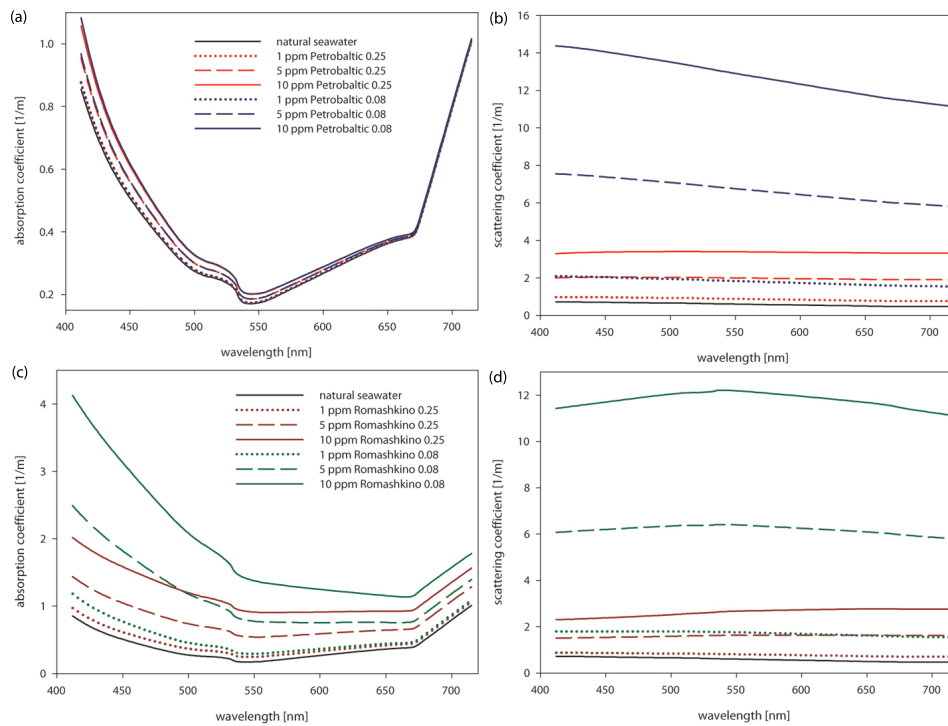 (a)
absorption coefficient [1/m]
1.0
0.8
0.6
0.4
0.2
400 450 500 550 600 650 700
wavelength [nm]
natural seawater
1 ppm Petrobaltic 0.25
5 ppm Petrobaltic 0.25
10 ppm Petrobaltic 0.25
1 ppm Petrobaltic 0.08
5 ppm Petrobaltic 0.08
10 ppm Petrobaltic 0.08
(b)
scattering coefficient [1/m]
16
14
12
10
8
6
4
2
0
400 450 500 550 600 650 700
wavelength [nm]
(c)
absorption coefficient [1/m]
4
3
2
1
0
400 450 500 550 600 650 700
wavelength [nm]
natural seawater
1 ppm Romashkino 0.25
5 ppm Romashkino 0.25
10 ppm Romashkino 0.25
1 ppm Romashkino 0.08
5 ppm Romashkino 0.08
10 ppm Romashkino 0.08
(d)
scattering coefficient [1/m]
12
10
8
6
4
2
0
400 450 500 550 600 650 700
wavelength [nm]